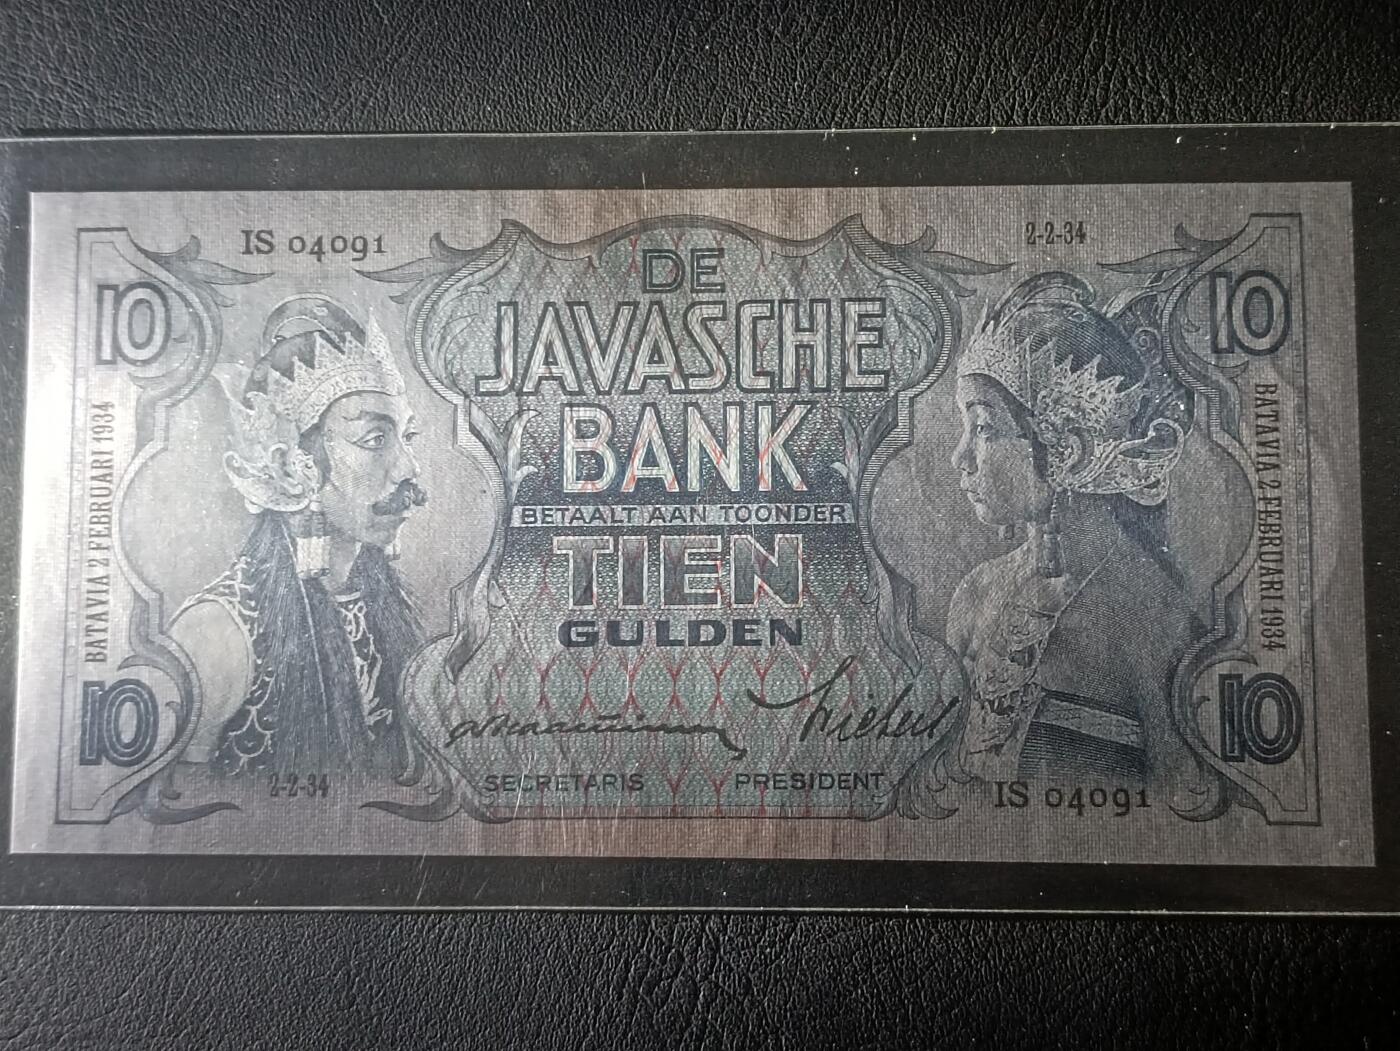 IS 04091
2-2-34
10
10
DE
JAVASCHE
BANK
BETAALT AAN TOONDER
TIEN
GULDEN
BATAVIA 2 FEBRUARI 1934
BATAVIA 2 FEBRUARI 1934
10
10
SECRETARIS PRESIDENT
2-2-34
IS 04091